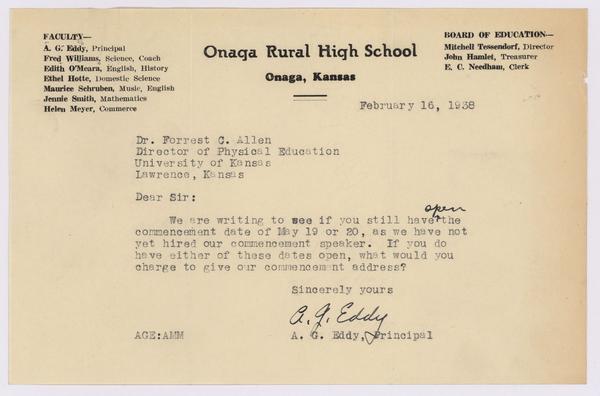 FACULTY—
A. G. Eddy, Principal
Fred Williams, Science, Coach
Edith O'Meara, English, History
Ethel Hotte, Domestic Science
Maurice Schruben, Music, English
Jennie Smith, Mathematics
Helen Meyer, Commerce
Onaga Rural High School
Onaga, Kansas
BOARD OF EDUCATION—
Mitchell Tessendorf, Director
John Hamlet, Treasurer
E. C. Needham, Clerk
February 16, 1938
Dr. Forrest C. Allen
Director of Physical Education
University of Kansas
Lawrence, Kansas
Dear Sir:
open
We are writing to see if you still have the
commencement date of May 19 or 20, as we have not
yet hired our commencement speaker. If you do
have either of these dates open, what would you
charge to give our commencement address?
Sincerely yours
A. G. Eddy
AGE:AMM A. G. Eddy, Principal